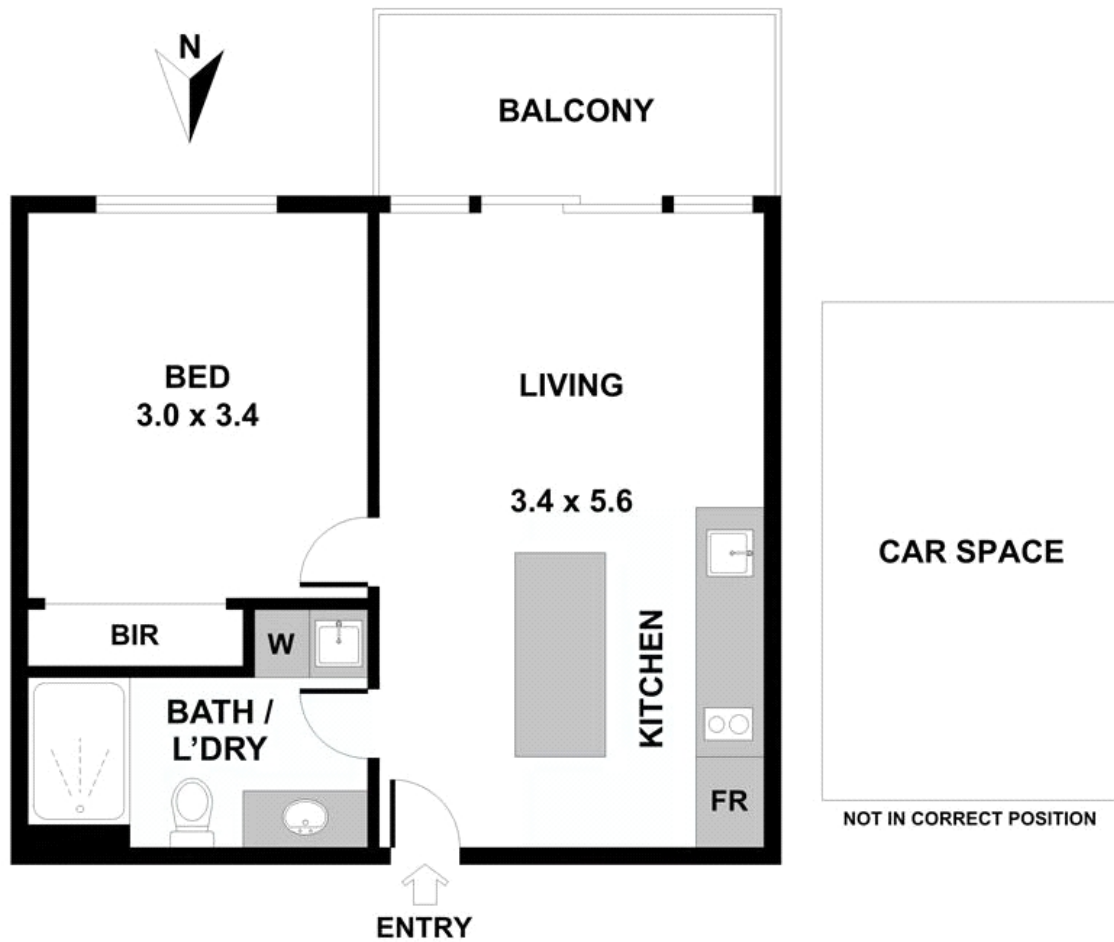 N
BALCONY
BED
3.0 x 3.4
LIVING
3.4 x 5.6
CAR SPACE
BIR
W
KITCHEN
BATH /
L'DRY
FR
NOT IN CORRECT POSITION
ENTRY